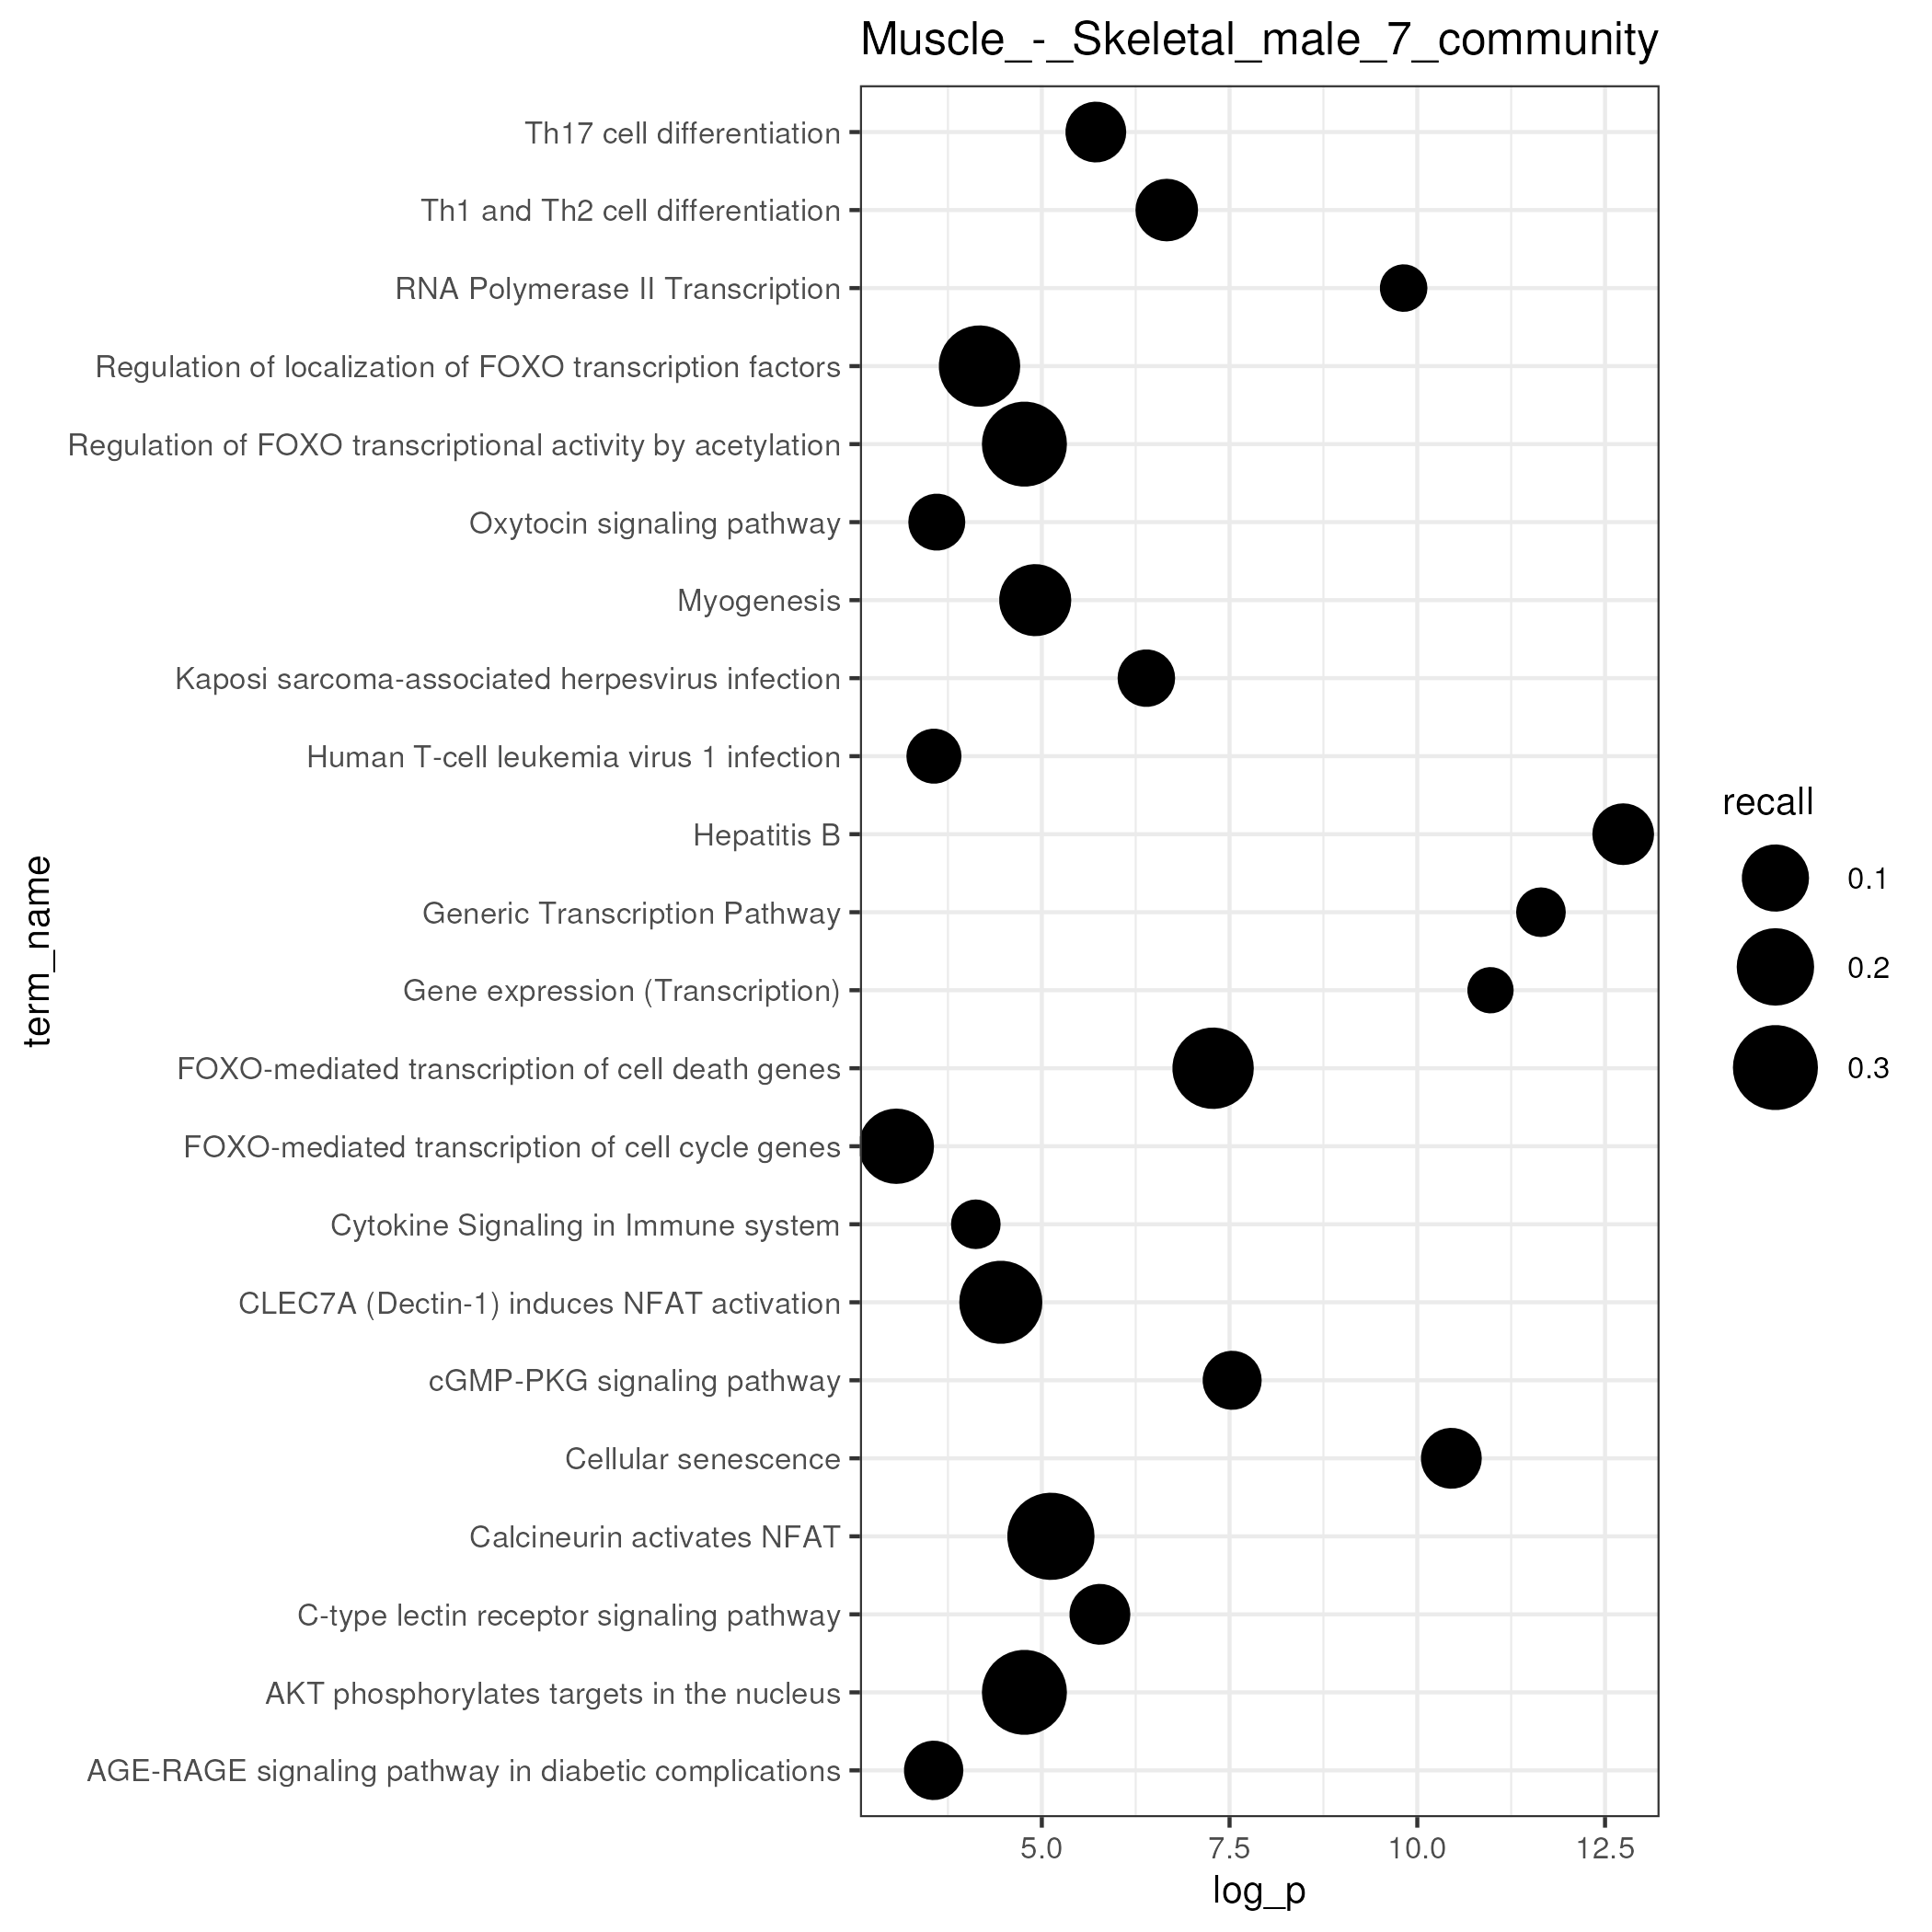 Muscle_-_Skeletal_male_7_community
Th17 cell differentiation
Th1 and Th2 cell differentiation
RNA Polymerase II Transcription
Regulation of localization of FOXO transcription factors
Regulation of FOXO transcriptional activity by acetylation
Oxytocin signaling pathway
Myogenesis
Kaposi sarcoma-associated herpesvirus infection
Human T-cell leukemia virus 1 infection
Hepatitis B
Generic Transcription Pathway
Gene expression (Transcription)
FOXO-mediated transcription of cell death genes
FOXO-mediated transcription of cell cycle genes
Cytokine Signaling in Immune system
CLEC7A (Dectin-1) induces NFAT activation
cGMP-PKG signaling pathway
Cellular senescence
Calcineurin activates NFAT
C-type lectin receptor signaling pathway
AKT phosphorylates targets in the nucleus
AGE-RAGE signaling pathway in diabetic complications
term_name
5.0 7.5 10.0 12.5
log_p
recall
0.1
0.2
0.3